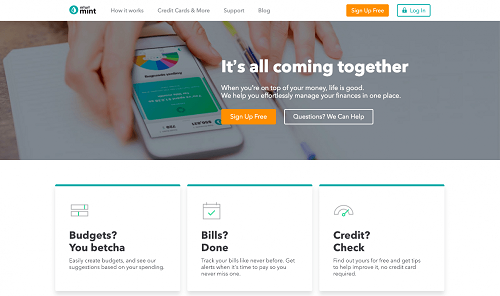 mint
How it works
Credit Cards & More
Support
Blog
Sign Up Free
Log In
It's all coming together
When you're on top of your money, life is good.
We help you effortlessly manage your finances in one place.
Sign Up Free
Questions? We Can Help
Budgets?
You betcha
Easily create budgets, and see our
suggestions based on your spending.
Bills?
Done
Track your bills like never before. Get
alerts when it's time to pay so you
never miss one.
Credit?
Check
Find out yours for free and get tips
to help improve it, no credit card
required.